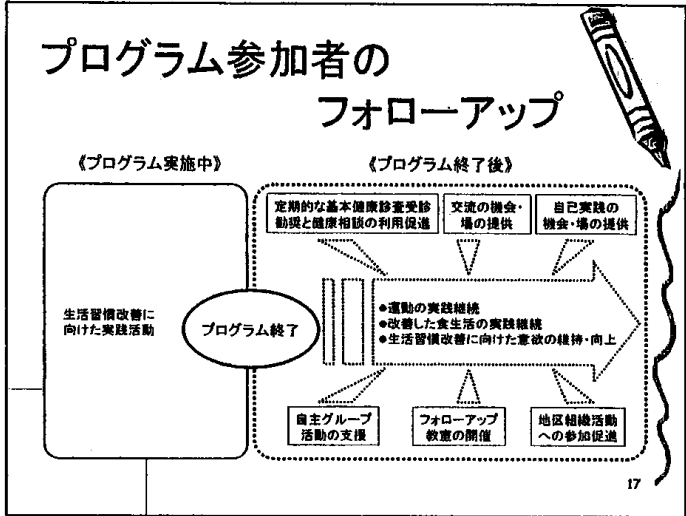 プログラム参加者の
フォローアップ
《プログラム実施中》
《プログラム終了後》
定期的な基本健康診査受診
勧奨と健康相談の利用促進
交流の機会・
場の提供
自己実践の
機会・場の提供
生活習慣改善に
向けた実践活動
プログラム終了
●運動の実践継続
●改善した食生活の実践継続
●生活習慣改善に向けた意欲の維持・向上
自主グループ
活動の支援
フォローアップ
教室の開催
地区組織活動
への参加促進
17